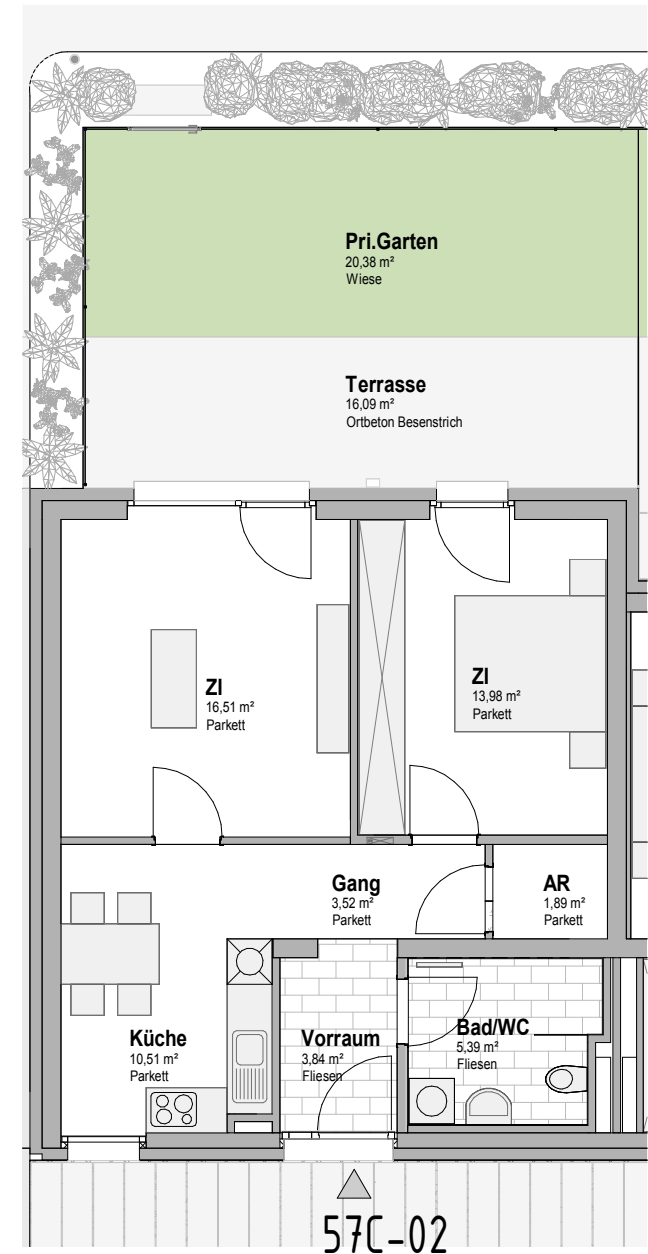 Pri.Garten
20,38 m²
Wiese
Terrasse
16,09 m²
Ortbeton Besenstrich
ZI
16,51 m²
Parkett
ZI
13,98 m²
Parkett
Gang
3,52 m²
Parkett
AR
1,89 m²
Parkett
Küche
10,51 m²
Parkett
Vorraum
3,84 m²
Fliesen
Bad/WC
5,39 m²
Fliesen
57C-02